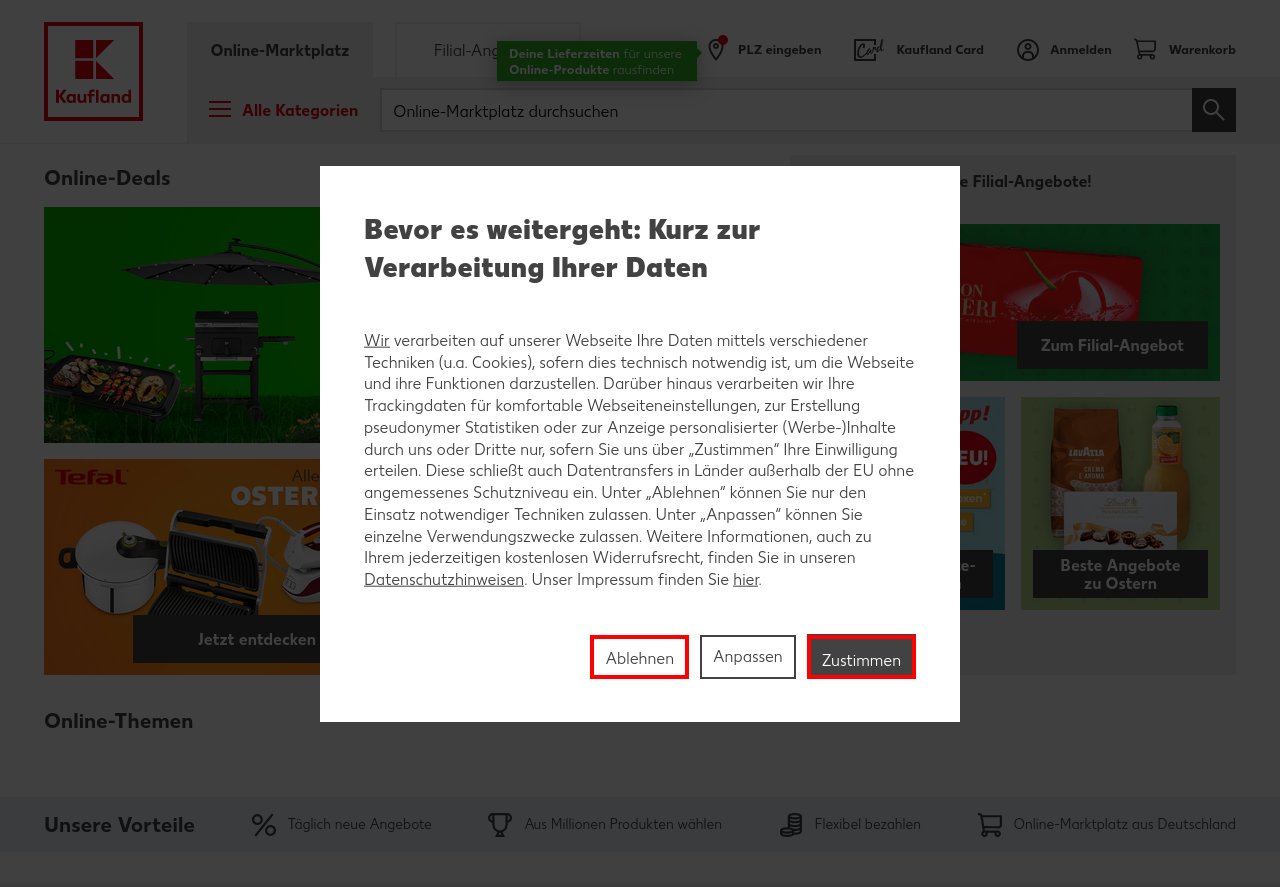 Kaufland
Online-Marktplatz
Filial-Ang
Deine Lieferzeiten für unsere
Online-Produkte rausfinden
PLZ eingeben
Card
Kaufland Card
Anmelden
Warenkorb
Alle Kategorien
Online-Marktplatz durchsuchen
Online-Deals
e Filial-Angebote!
Zum Filial-Angebot
Tefal
Alle
OSTER
Jetzt entdecken
pp!
EU!
oxen
te-
LAVAZZA
CREMA
E AROMA
Lindt
Beste Angebote
zu Ostern
Bevor es weitergeht: Kurz zur
Verarbeitung Ihrer Daten
Wir verarbeiten auf unserer Webseite Ihre Daten mittels verschiedener
Techniken (u.a. Cookies), sofern dies technisch notwendig ist, um die Webseite
und ihre Funktionen darzustellen. Darüber hinaus verarbeiten wir Ihre
Trackingdaten für komfortable Webseiteneinstellungen, zur Erstellung
pseudonymer Statistiken oder zur Anzeige personalisierter (Werbe-)Inhalte
durch uns oder Dritte nur, sofern Sie uns über „Zustimmen“ Ihre Einwilligung
erteilen. Diese schließt auch Datentransfers in Länder außerhalb der EU ohne
angemessenes Schutzniveau ein. Unter „Ablehnen“ können Sie nur den
Einsatz notwendiger Techniken zulassen. Unter „Anpassen“ können Sie
einzelne Verwendungszwecke zulassen. Weitere Informationen, auch zu
Ihrem jederzeitigen kostenlosen Widerrufsrecht, finden Sie in unseren
Datenschutzhinweisen. Unser Impressum finden Sie hier.
Ablehnen
Anpassen
Zustimmen
Online-Themen
Unsere Vorteile
Täglich neue Angebote
Aus Millionen Produkten wählen
Flexibel bezahlen
Online-Marktplatz aus Deutschland